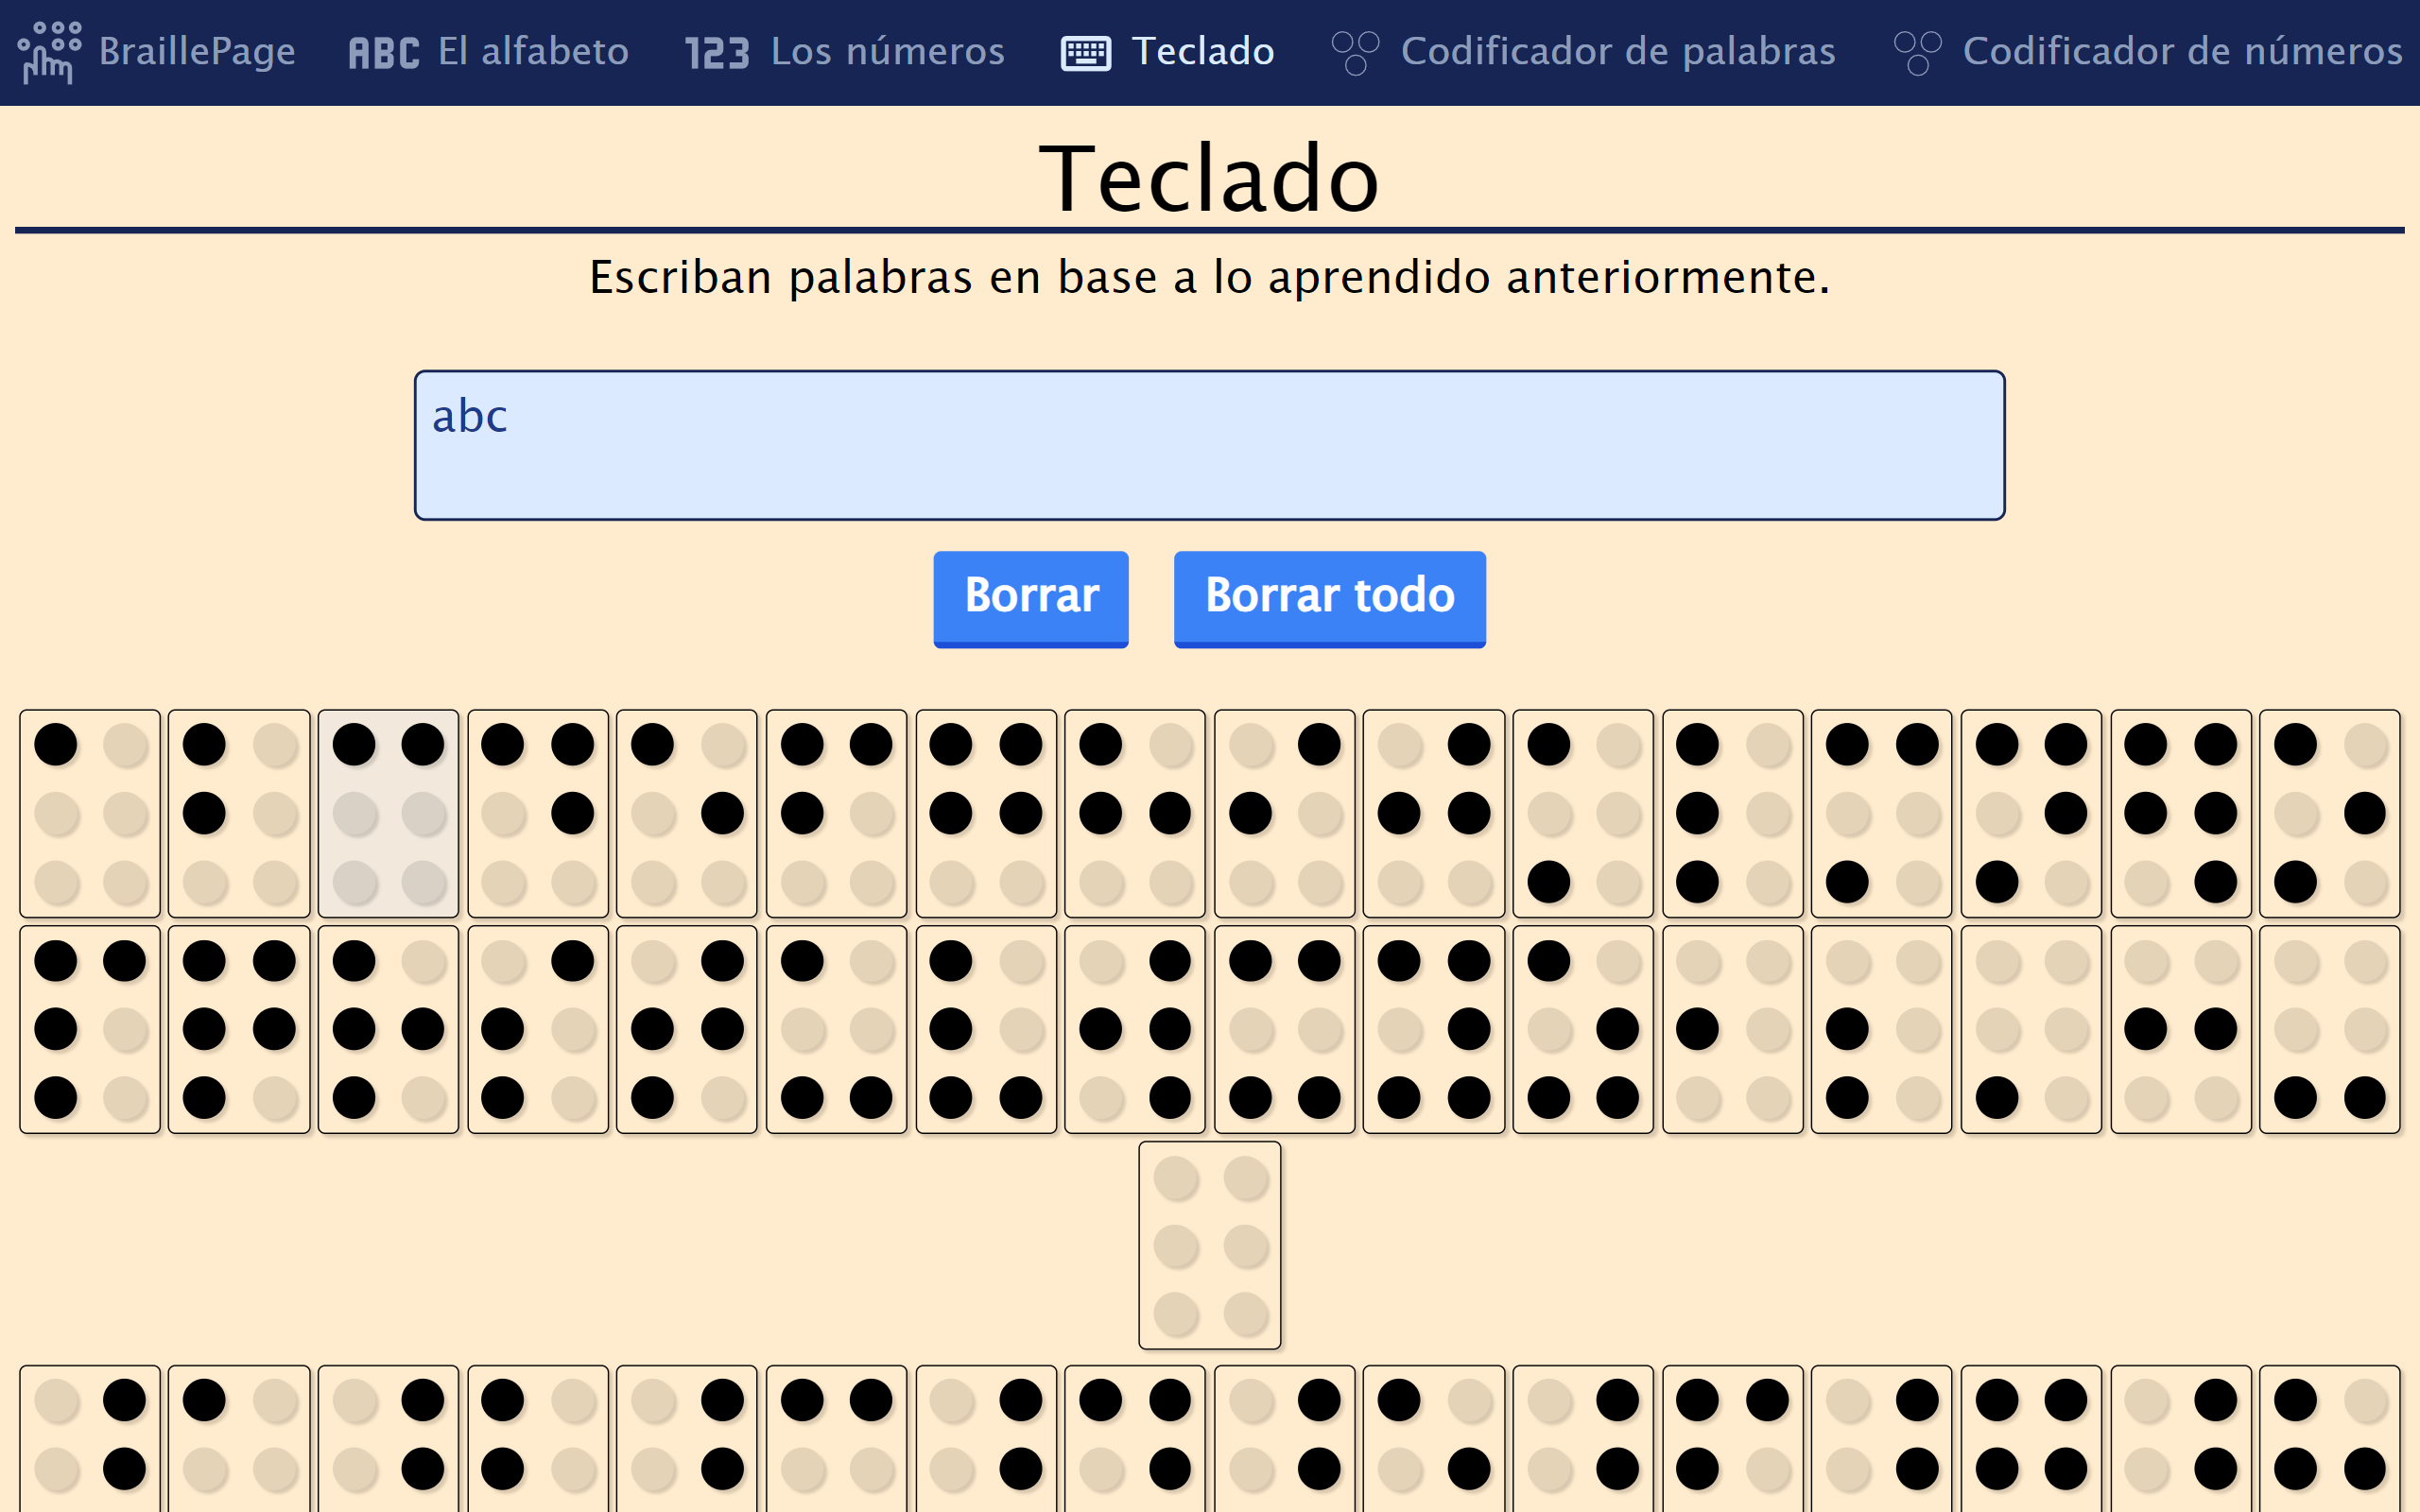 BraillePage ABC El alfabeto 123 Los números Teclado Codificador de palabras Codificador de números
Teclado
Escriban palabras en base a lo aprendido anteriormente.
abc
Borrar Borrar todo
⠁ ⠃ ⠉ ⠙ ⠑ ⠋ ⠛ ⠓ ⠊ ⠚ ⠅ ⠇ ⠍ ⠝ ⠻ ⠕
⠏ ⠟ ⠗ ⠎ ⠞ ⠥ ⠧ ⠺ ⠭ ⠽ ⠵ ⠂ ⠆ ⠄ ⠒ ⠤